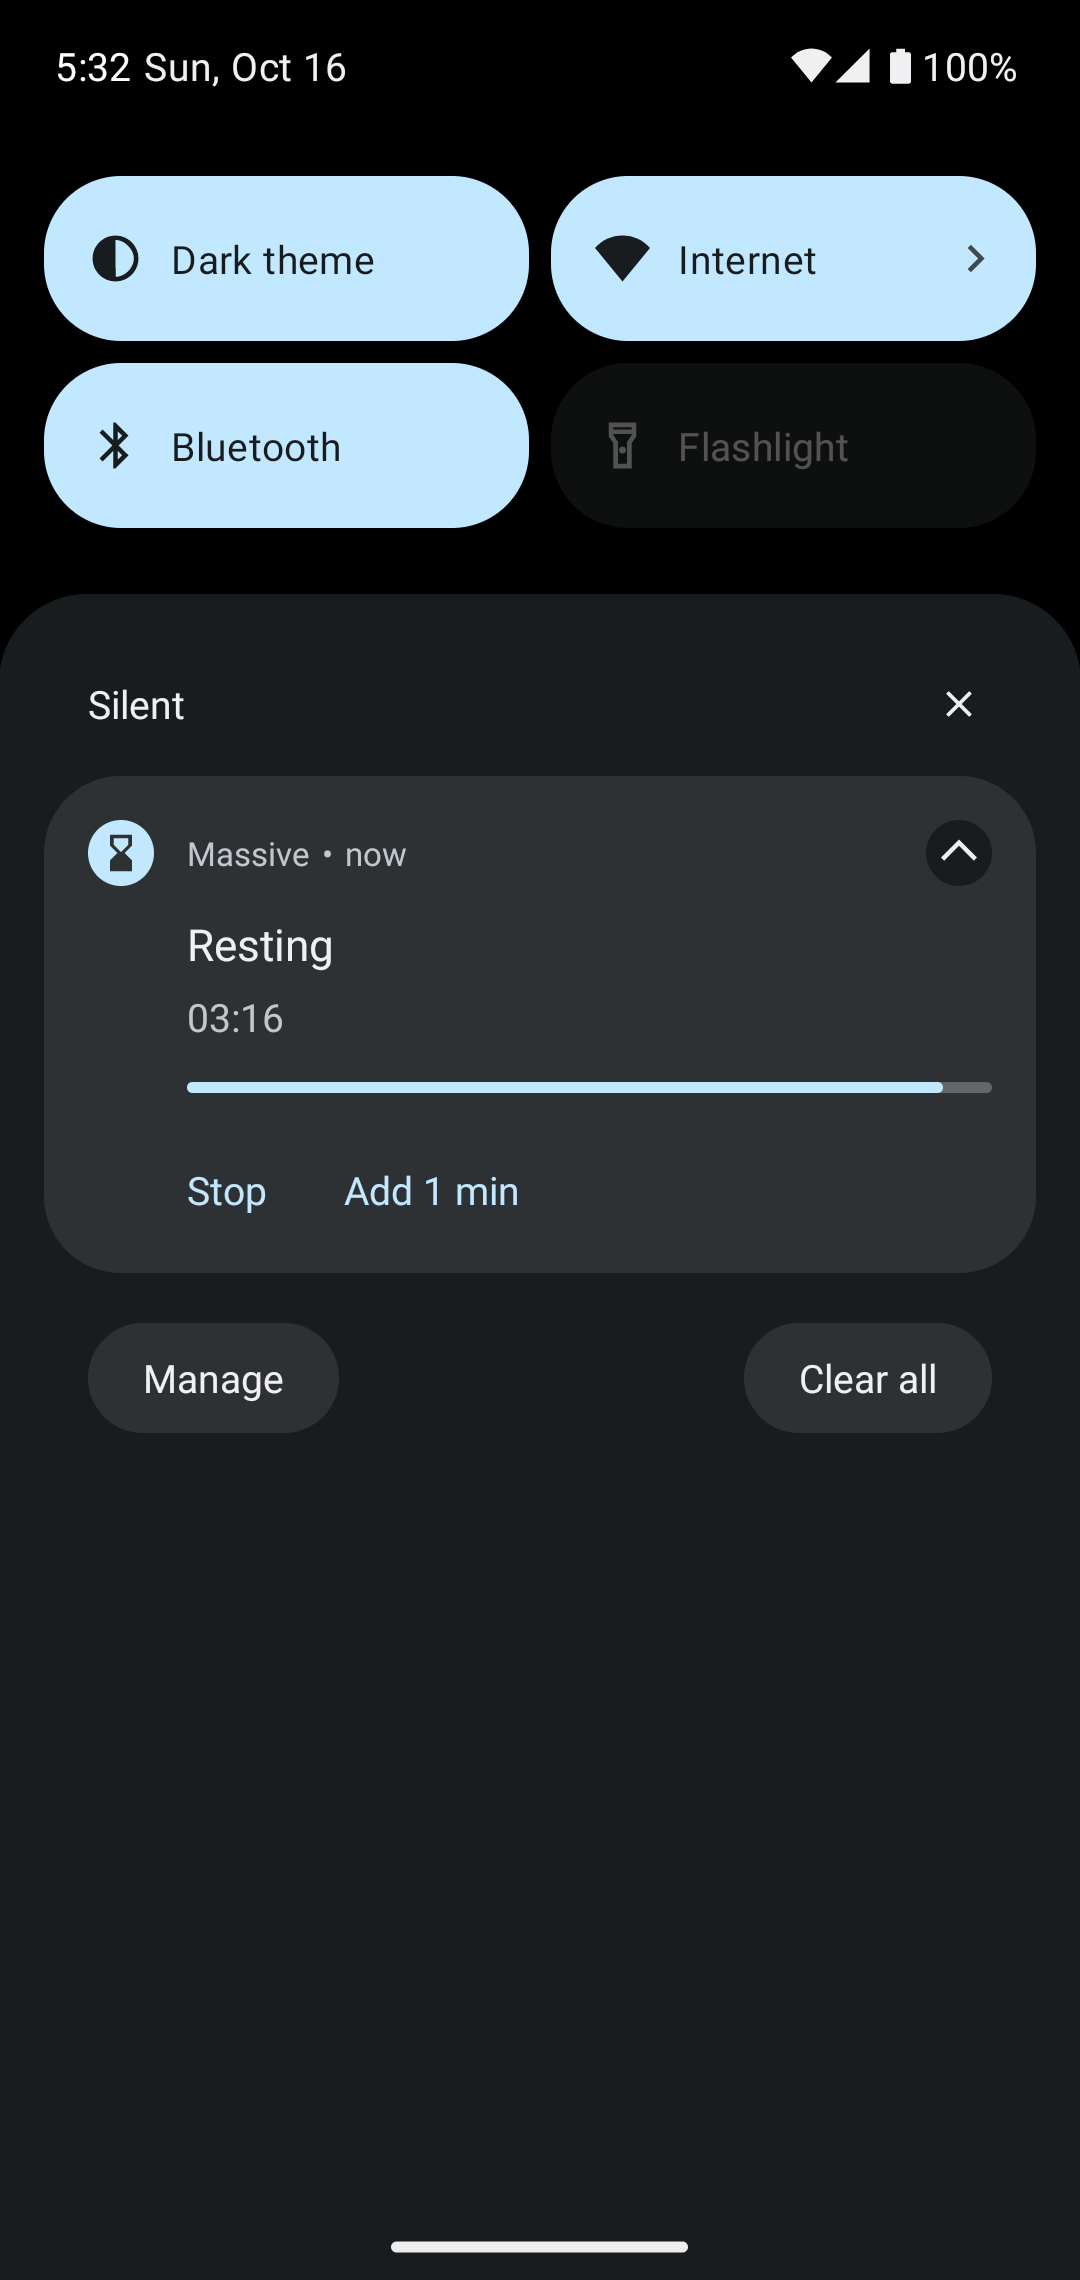 5:32 Sun, Oct 16 100%
Dark theme Internet
Bluetooth Flashlight
Silent
Massive • now
Resting
03:16
Stop Add 1 min
Manage Clear all